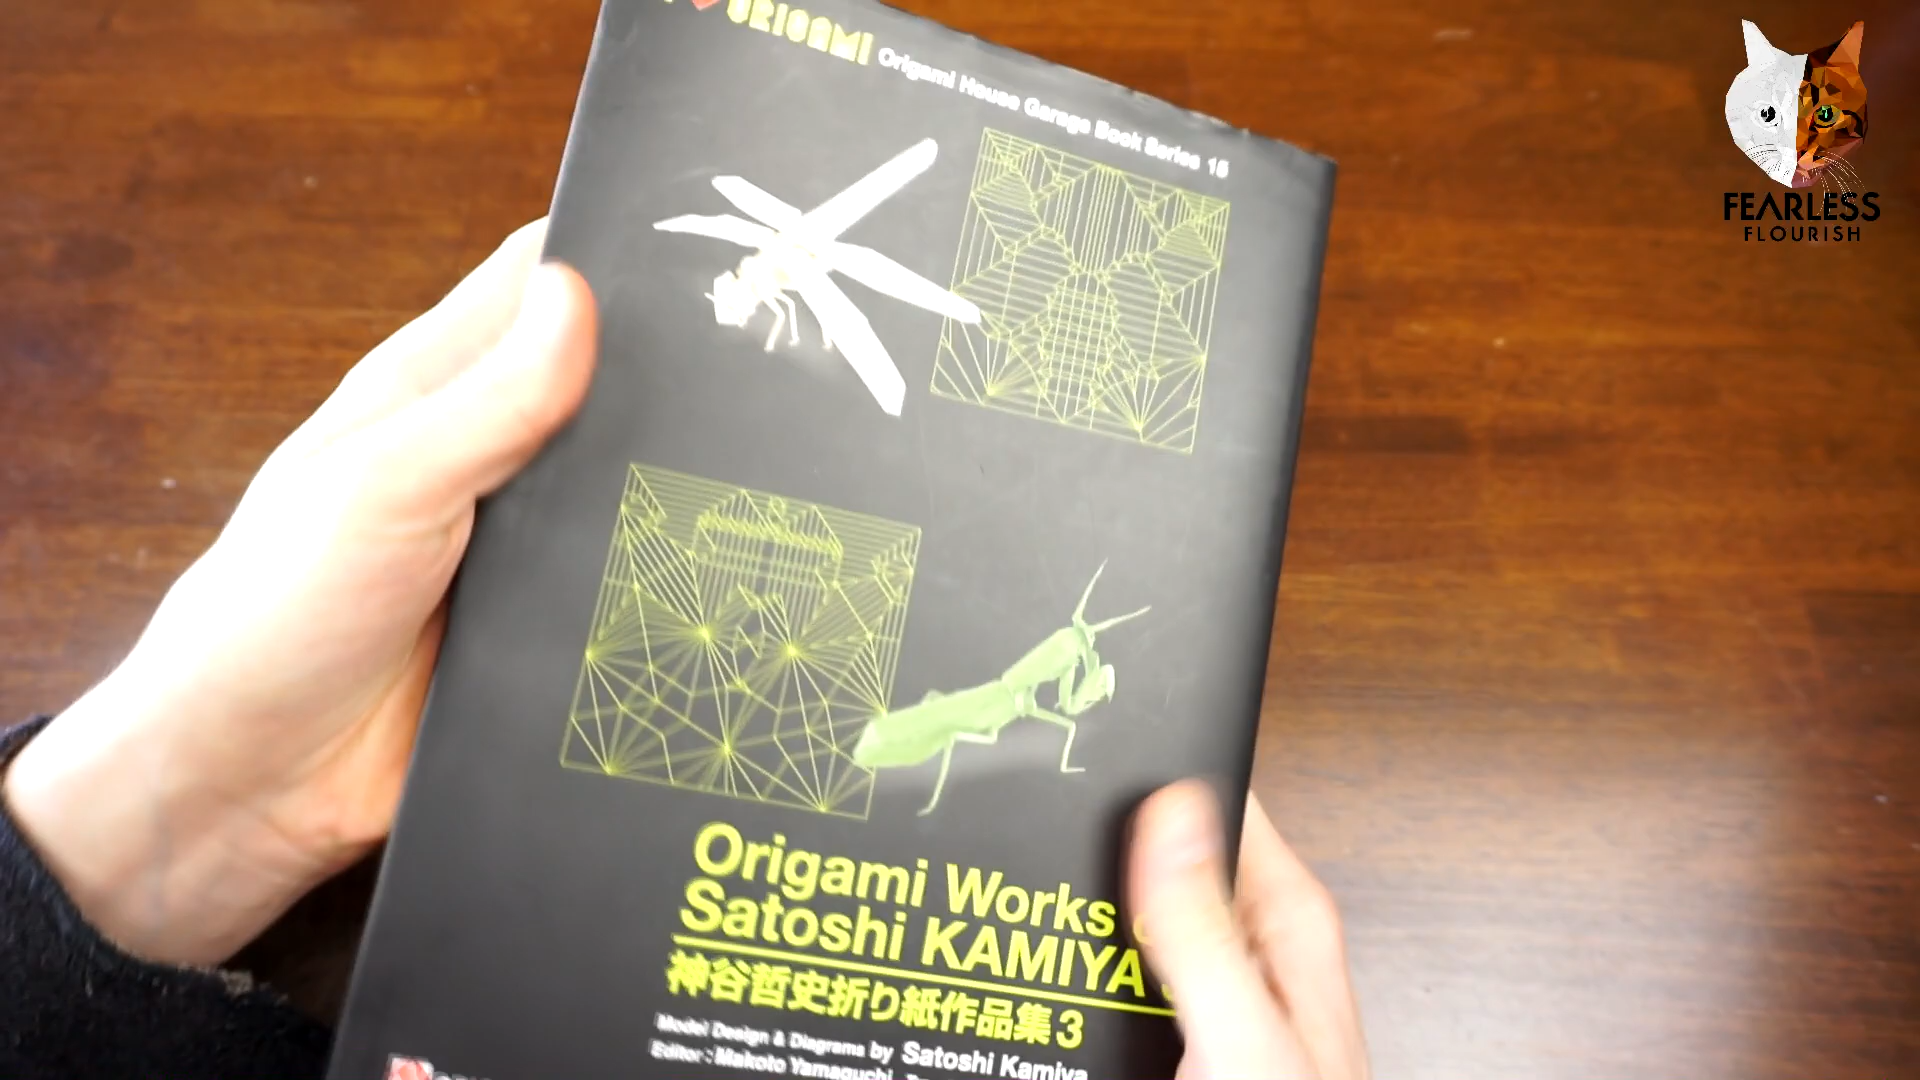 ORIGAMI Origami House Garage Book Series 15
FEARLESS
FLOURISH
Origami Works
Satoshi KAMIYA
神谷哲史折り紙作品集3
Model Design & Diagrams by Satoshi Kamiya
Editor : Makoto Yamaguchi